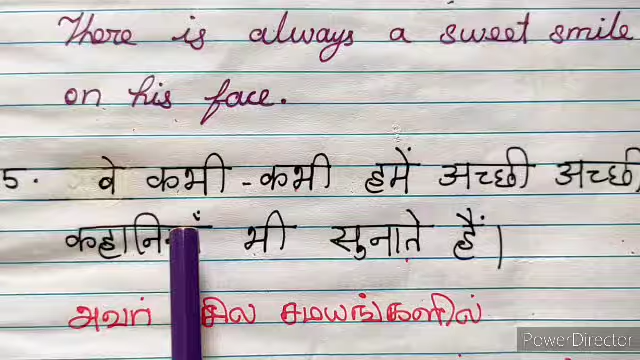 There is always a sweet smile
on his face.
5. वे कभी-कभी हमें अच्छी अच्छी
कहानियाँ भी सुनाते हैं।
அவர் சில சமயங்களில்
PowerDirector